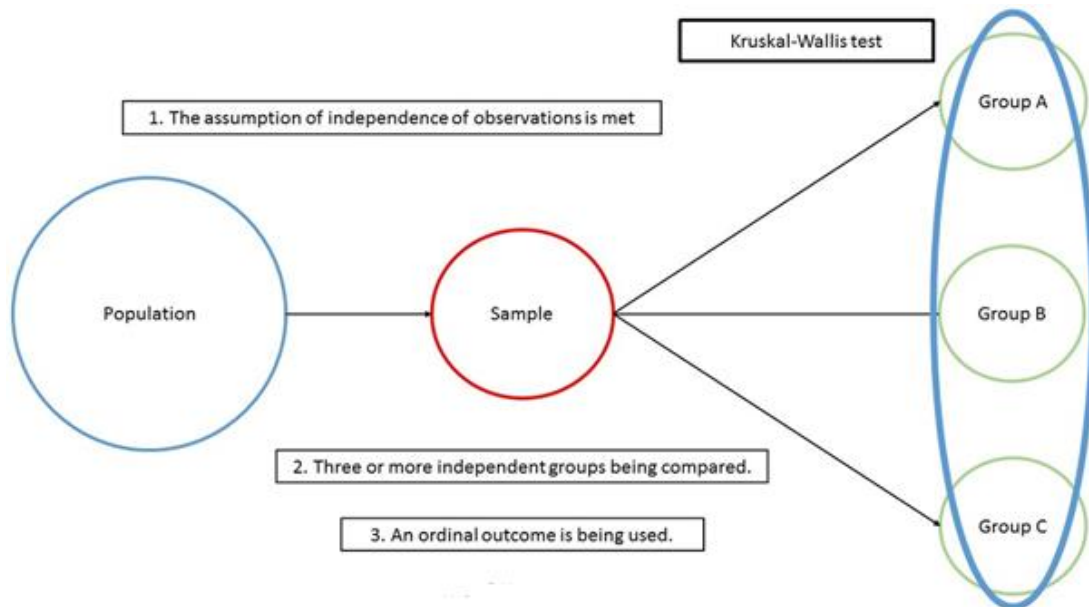 Kruskal-Wallis test
Group A
1. The assumption of independence of observations is met
Population
Sample
Group B
2. Three or more independent groups being compared.
3. An ordinal outcome is being used.
Group C